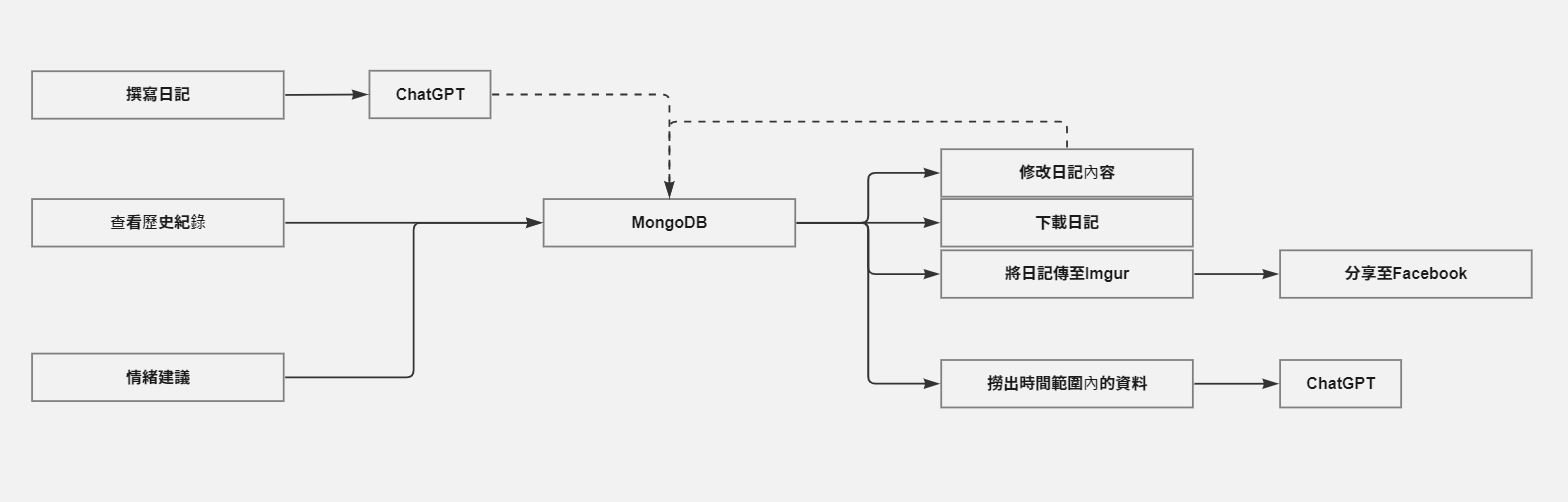 撰寫日記
ChatGPT
修改日記內容
查看歷史紀錄
MongoDB
下載日記
將日記傳至Imgur
分享至Facebook
情緒建議
撈出時間範圍內的資料
ChatGPT